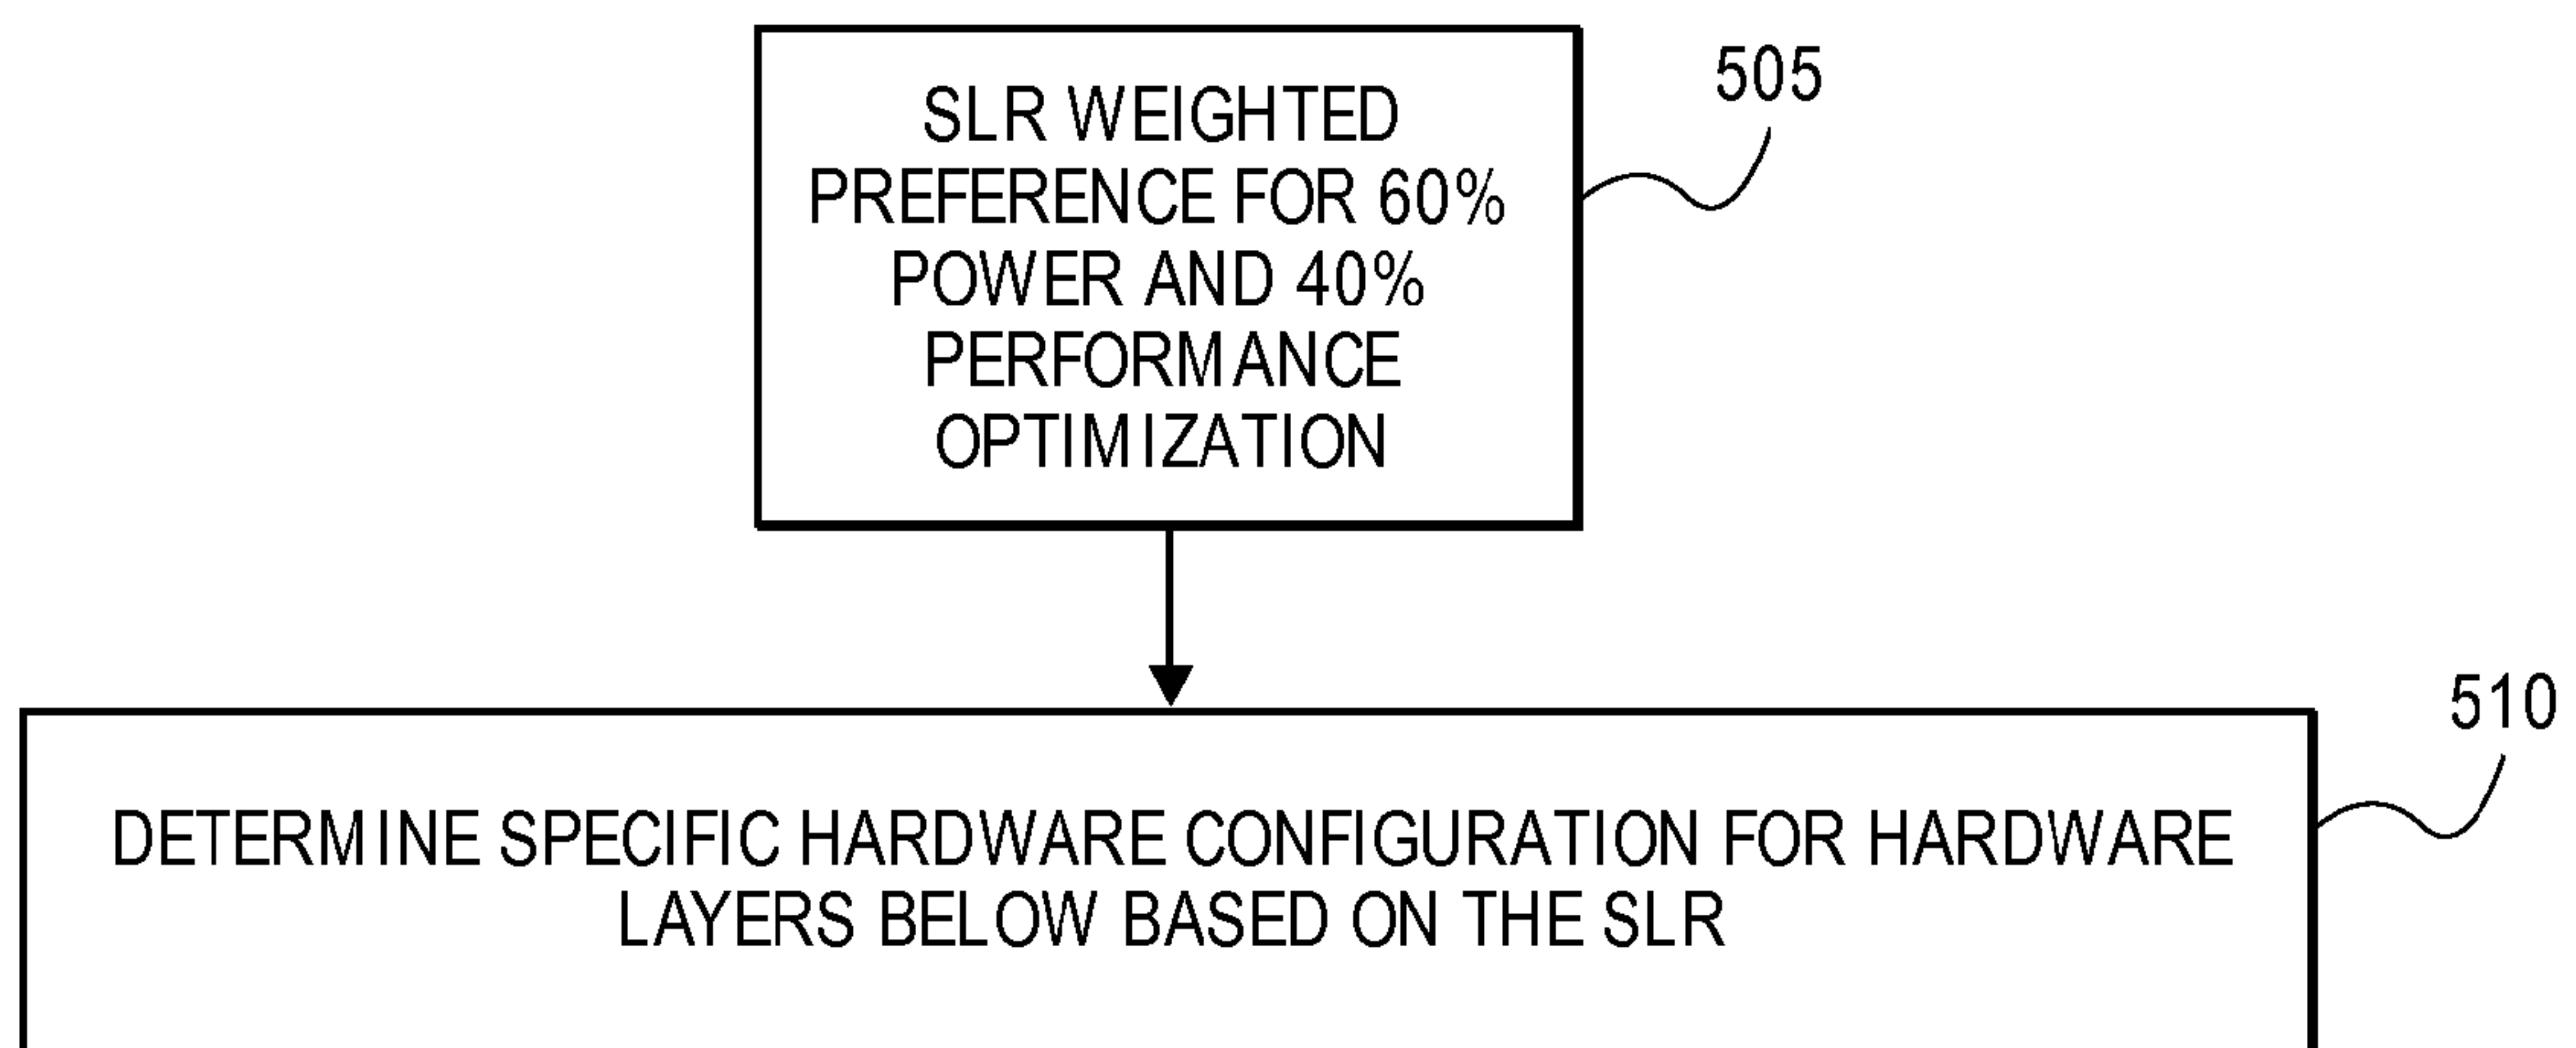 SLR WEIGHTED
PREFERENCE FOR 60%
POWER AND 40%
PERFORMANCE
OPTIMIZATION
505
510
DETERMINE SPECIFIC HARDWARE CONFIGURATION FOR HARDWARE
LAYERS BELOW BASED ON THE SLR